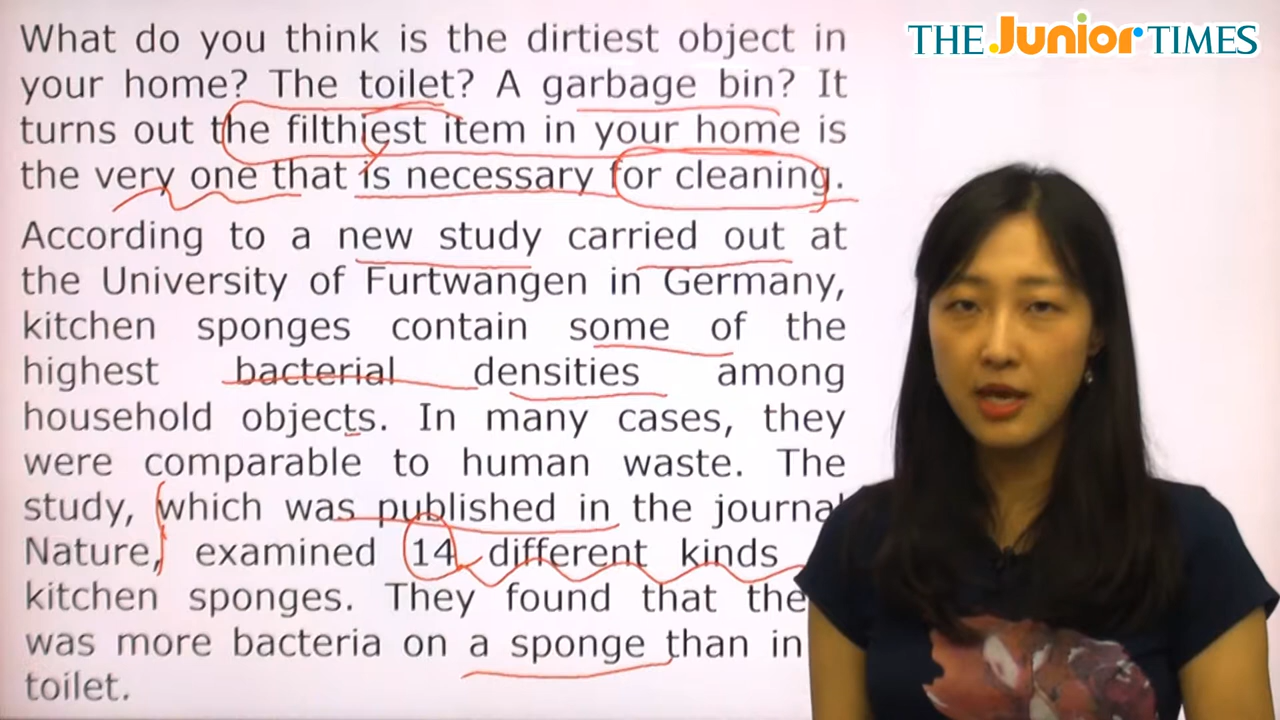 THE Junior TIMES
What do you think is the dirtiest object in
your home? The toilet? A garbage bin? It
turns out the filthiest item in your home is
the very one that is necessary for cleaning.
According to a new study carried out at
the University of Furtwangen in Germany,
kitchen sponges contain some of the
highest bacterial densities among
household objects. In many cases, they
were comparable to human waste. The
study, which was published in the journal
Nature, examined 14 different kinds
kitchen sponges. They found that
was more bacteria on a sponge than in
toilet.